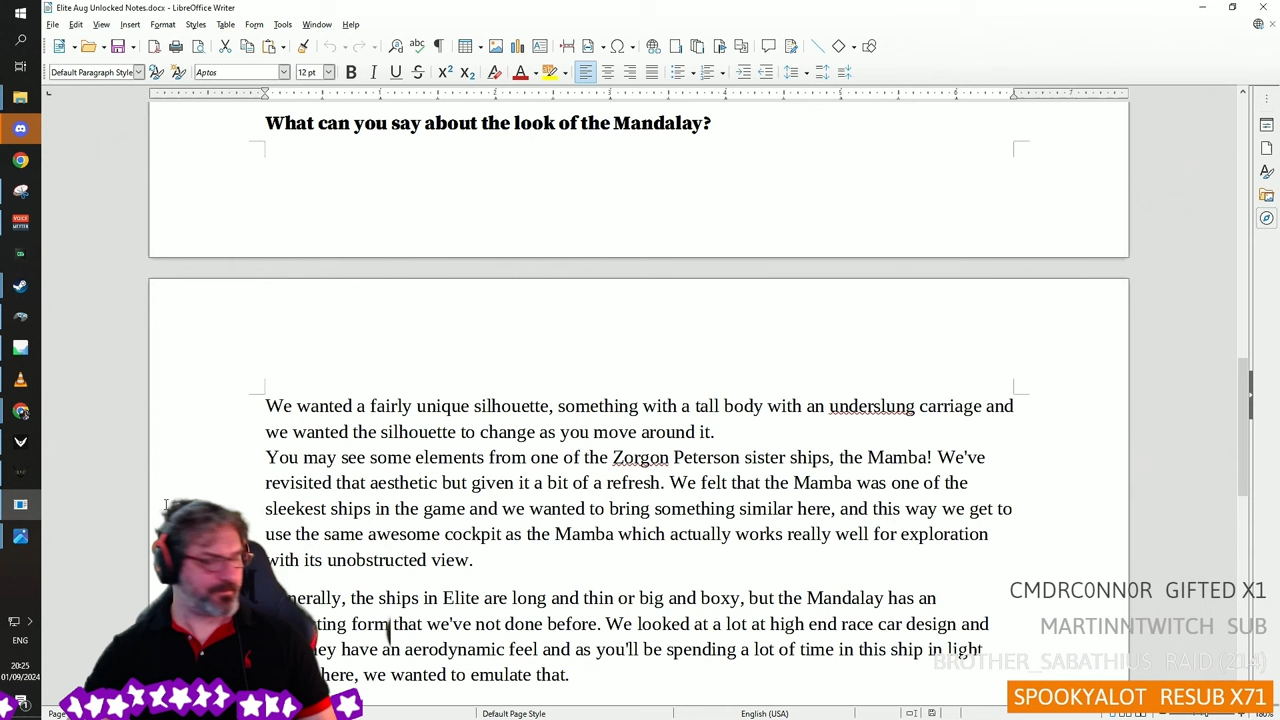 Elite Aug Unlocked Notes.docx - LibreOffice Writer
File Edit View Insert Format Styles Table Form Tools Window Help
Default Paragraph Style Aptos 12 pt
What can you say about the look of the Mandalay?
We wanted a fairly unique silhouette, something with a tall body with an underslung carriage and
we wanted the silhouette to change as you move around it.
You may see some elements from one of the Zorgon Peterson sister ships, the Mamba! We've
revisited that aesthetic but given it a bit of a refresh. We felt that the Mamba was one of the
sleekest ships in the game and we wanted to bring something similar here, and this way we get to
use the same awesome cockpit as the Mamba which actually works really well for exploration
with its unobstructed view.
nerally, the ships in Elite are long and thin or big and boxy, but the Mandalay has an
ting form that we've not done before. We looked at a lot at high end race car design and
ey have an aerodynamic feel and as you'll be spending a lot of time in this ship in light
here, we wanted to emulate that.
CMDRC0NN0R GIFTED X1
MARTINNTWITCH SUB
BROTHER_SABATHIUS RAID (214)
SPOOKYALOT RESUB X71
ENG
20:25
01/09/2024
Page
Default Page Style
English (USA)